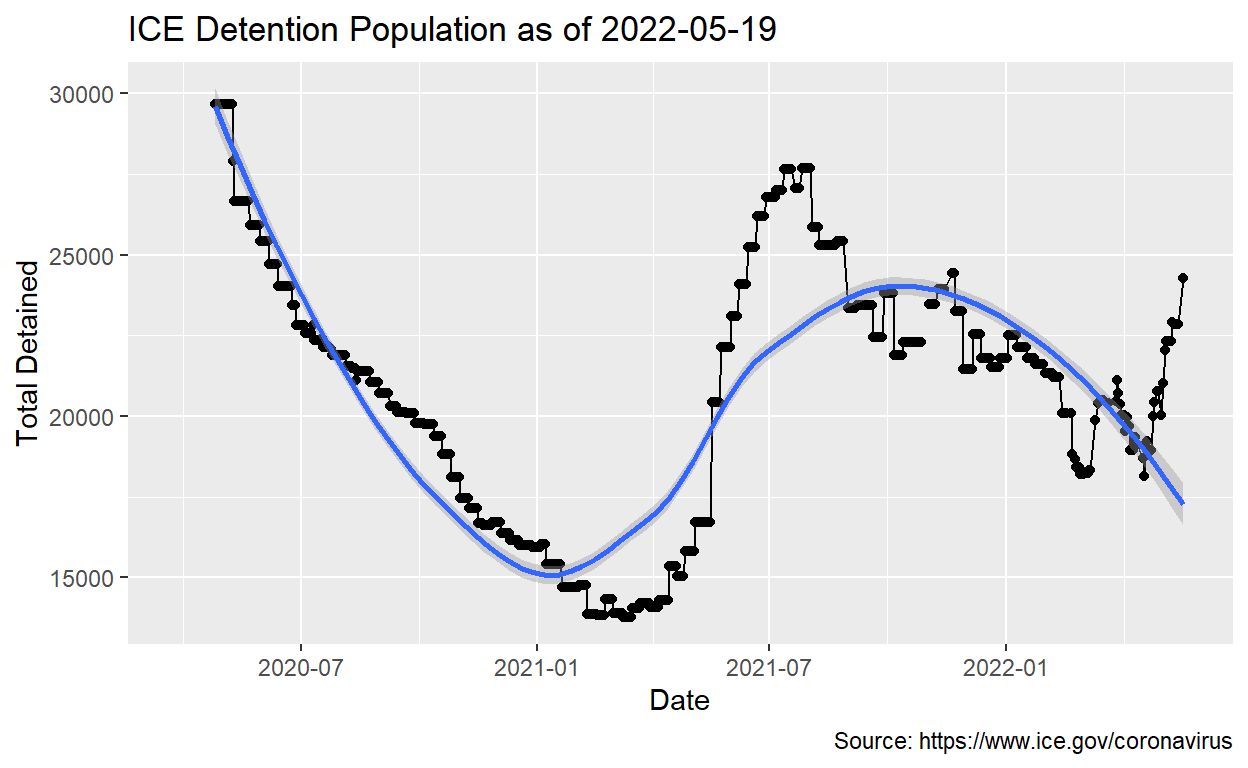 ICE Detention Population as of 2022-05-19
30000
25000
20000
15000
Total Detained
2020-07 2021-01 2021-07 2022-01
Date
Source: https://www.ice.gov/coronavirus